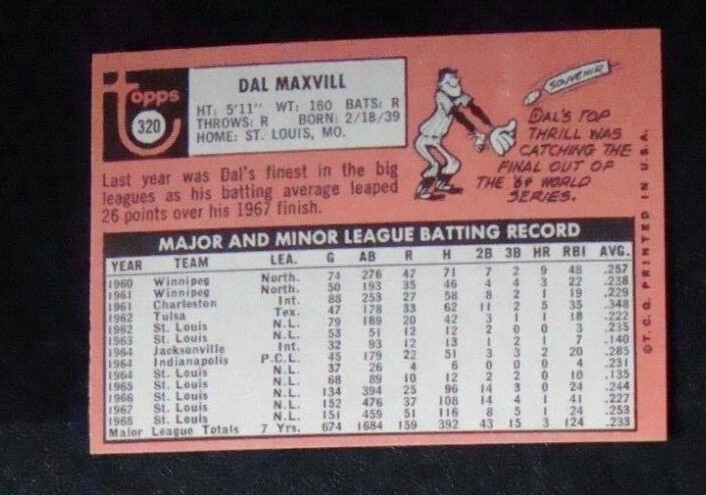 topps
320
DAL MAXVILL
HT: 5'11" WT: 160 BATS: R
THROWS: R BORN: 2/18/39
HOME: ST. LOUIS, MO.
Last year was Dal's finest in the big
leagues as his batting average leaped
26 points over his 1967 finish.
SOUVENIR
DAL'S TOP
THRILL WAS
CATCHING THE
FINAL OUT OF
THE '64 WORLD
SERIES.
MAJOR AND MINOR LEAGUE BATTING RECORD
YEAR TEAM LEA. G AB R H 2B 3B HR RBI AVG.
1960 Winnipeg North. 74 276 47 71 7 2 9 48 .257
1961 Winnipeg North. 50 193 35 46 4 4 3 22 .238
1961 Charleston Int. 88 253 27 58 8 2 1 19 .229
1962 Tulsa Tex. 47 178 33 62 11 2 5 35 .348
1962 St. Louis N.L. 79 189 20 42 3 1 1 18 .222
1963 St. Louis N.L. 53 51 12 12 2 0 0 3 .235
1964 Jacksonville Int. 32 93 12 13 1 2 1 7 .140
1964 Indianapolis P.C.L. 45 179 22 51 3 3 2 20 .285
1964 St. Louis N.L. 37 26 4 6 0 0 0 4 .231
1965 St. Louis N.L. 68 89 10 12 2 2 0 10 .135
1966 St. Louis N.L. 134 394 25 96 14 3 0 24 .244
1967 St. Louis N.L. 152 476 37 108 14 4 1 41 .227
1968 St. Louis N.L. 151 459 51 116 8 5 1 24 .253
Major League Totals 7 Yrs. 674 1684 159 392 43 15 3 124 .233
©T.C.G. PRINTED IN U.S.A.